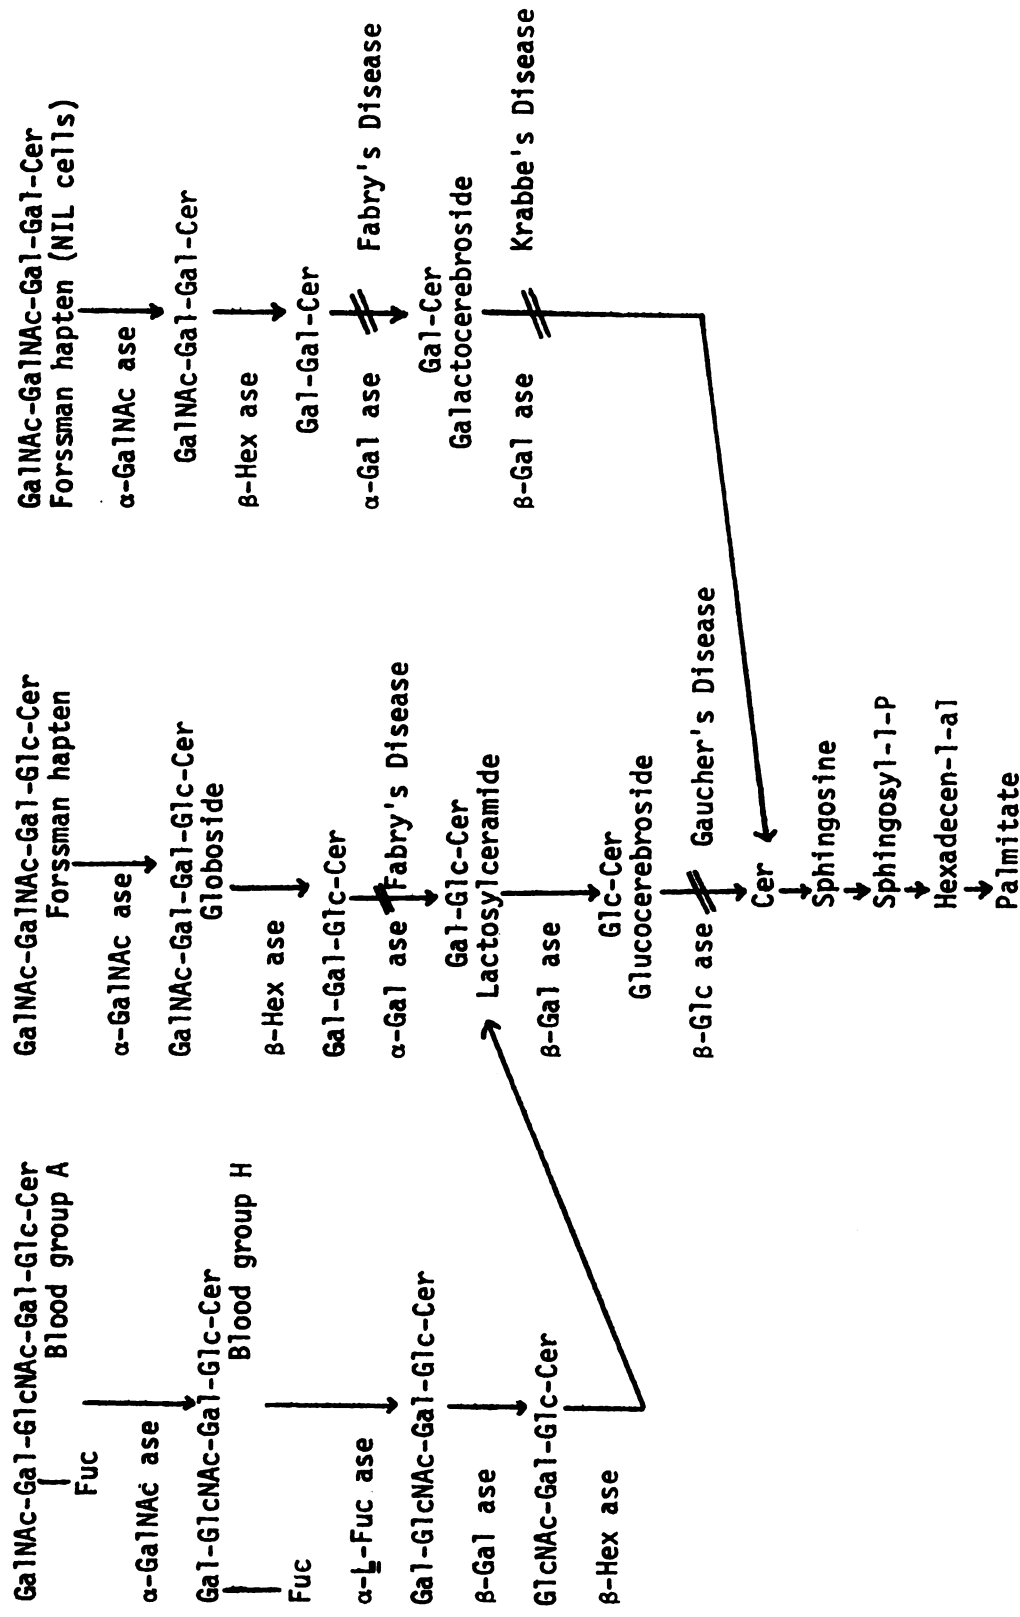 GalNAc-Gal-GlcNAc-Gal-Glc-Cer
Blood group A
Fuc
α-GalNAc ase
Gal-GlcNAc-Gal-Glc-Cer
Blood group H
Fuc
α-L-Fuc ase
Gal-GlcNAc-Gal-Glc-Cer
β-Gal ase
GlcNAc-Gal-Glc-Cer
β-Hex ase
GalNAc-GalNAc-Gal-Glc-Cer
Forssman hapten
α-GalNAc ase
GalNAc-Gal-Gal-Glc-Cer
Globoside
β-Hex ase
Gal-Gal-Glc-Cer
α-Gal ase
Fabry's Disease
Gal-Glc-Cer
Lactosylceramide
β-Gal ase
Glc-Cer
Glucocerebroside
β-Glc ase
Gaucher's Disease
Cer
Sphingosine
Sphingosyl-1-P
Hexadecen-1-al
Palmitate
GalNAc-GalNAc-Gal-Gal-Cer
Forssman hapten (NIL cells)
α-GalNAc ase
GalNAc-Gal-Gal-Cer
β-Hex ase
Gal-Gal-Cer
α-Gal ase
Fabry's Disease
Gal-Cer
Galactocerebroside
β-Gal ase
Krabbe's Disease